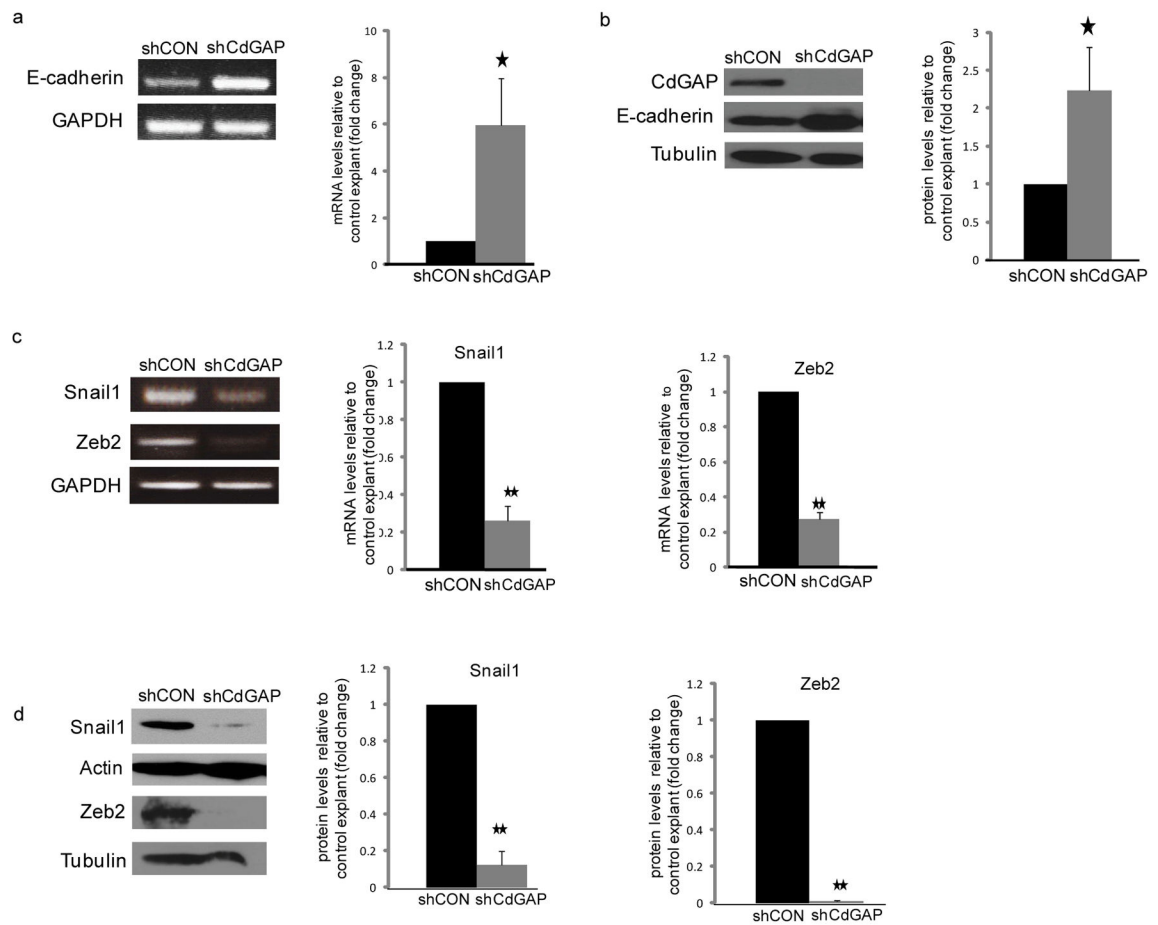 a
shCON shCdGAP
E-cadherin
GAPDH
mRNA levels relative to
control explant (fold change)
10
8
6
4
2
0
shCON shCdGAP
b
shCON shCdGAP
CdGAP
E-cadherin
Tubulin
protein levels relative to
control explant (fold change)
3
2.5
2
1.5
1
0.5
0
shCON shCdGAP
c
shCON shCdGAP
Snail1
Zeb2
GAPDH
Snail1
mRNA levels relative to
control explant (fold change)
1.2
1
0.8
0.6
0.4
0.2
0
shCON shCdGAP
Zeb2
mRNA levels relative to
control explant (fold change)
1.2
1
0.8
0.6
0.4
0.2
0
shCON shCdGAP
d
shCON shCdGAP
Snail1
Actin
Zeb2
Tubulin
Snail1
protein levels relative to
control explant (fold change)
1.2
1
0.8
0.6
0.4
0.2
0
shCON shCdGAP
Zeb2
protein levels relative to
control explant (fold change)
1.2
1
0.8
0.6
0.4
0.2
0
shCON shCdGAP